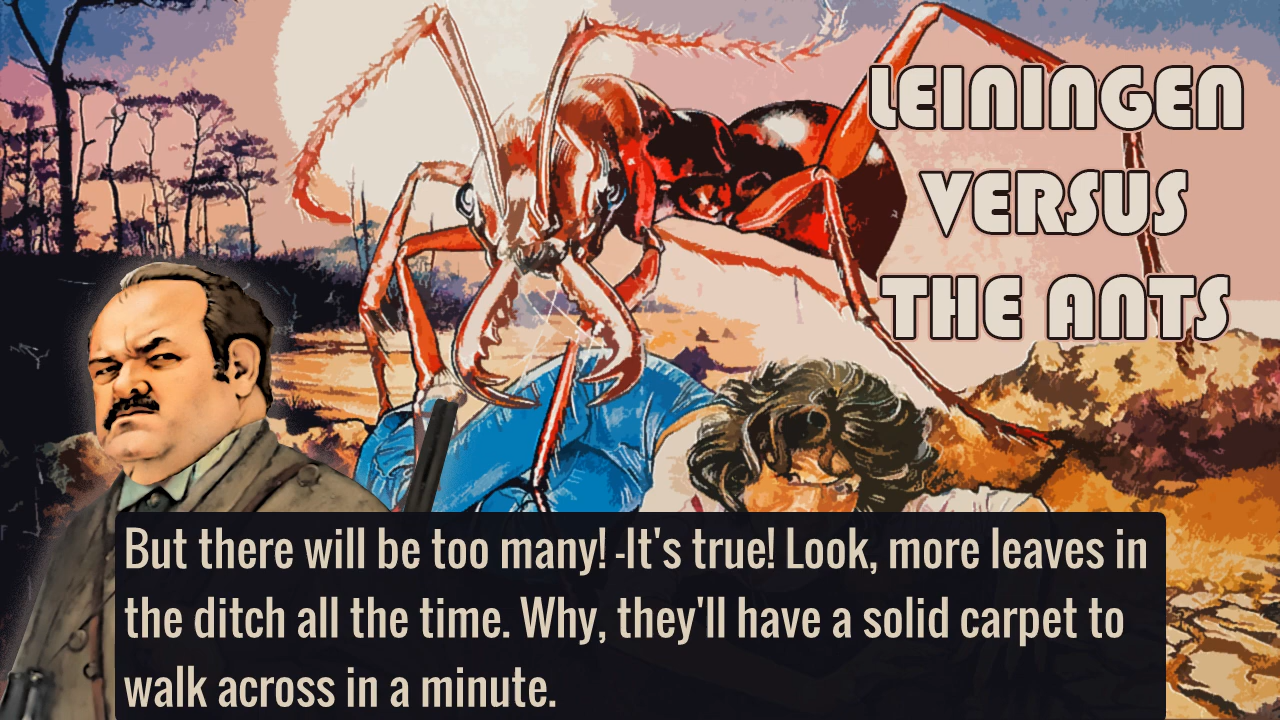 LEININGEN
VERSUS
THE ANTS
But there will be too many! -It's true! Look, more leaves in
the ditch all the time. Why, they'll have a solid carpet to
walk across in a minute.